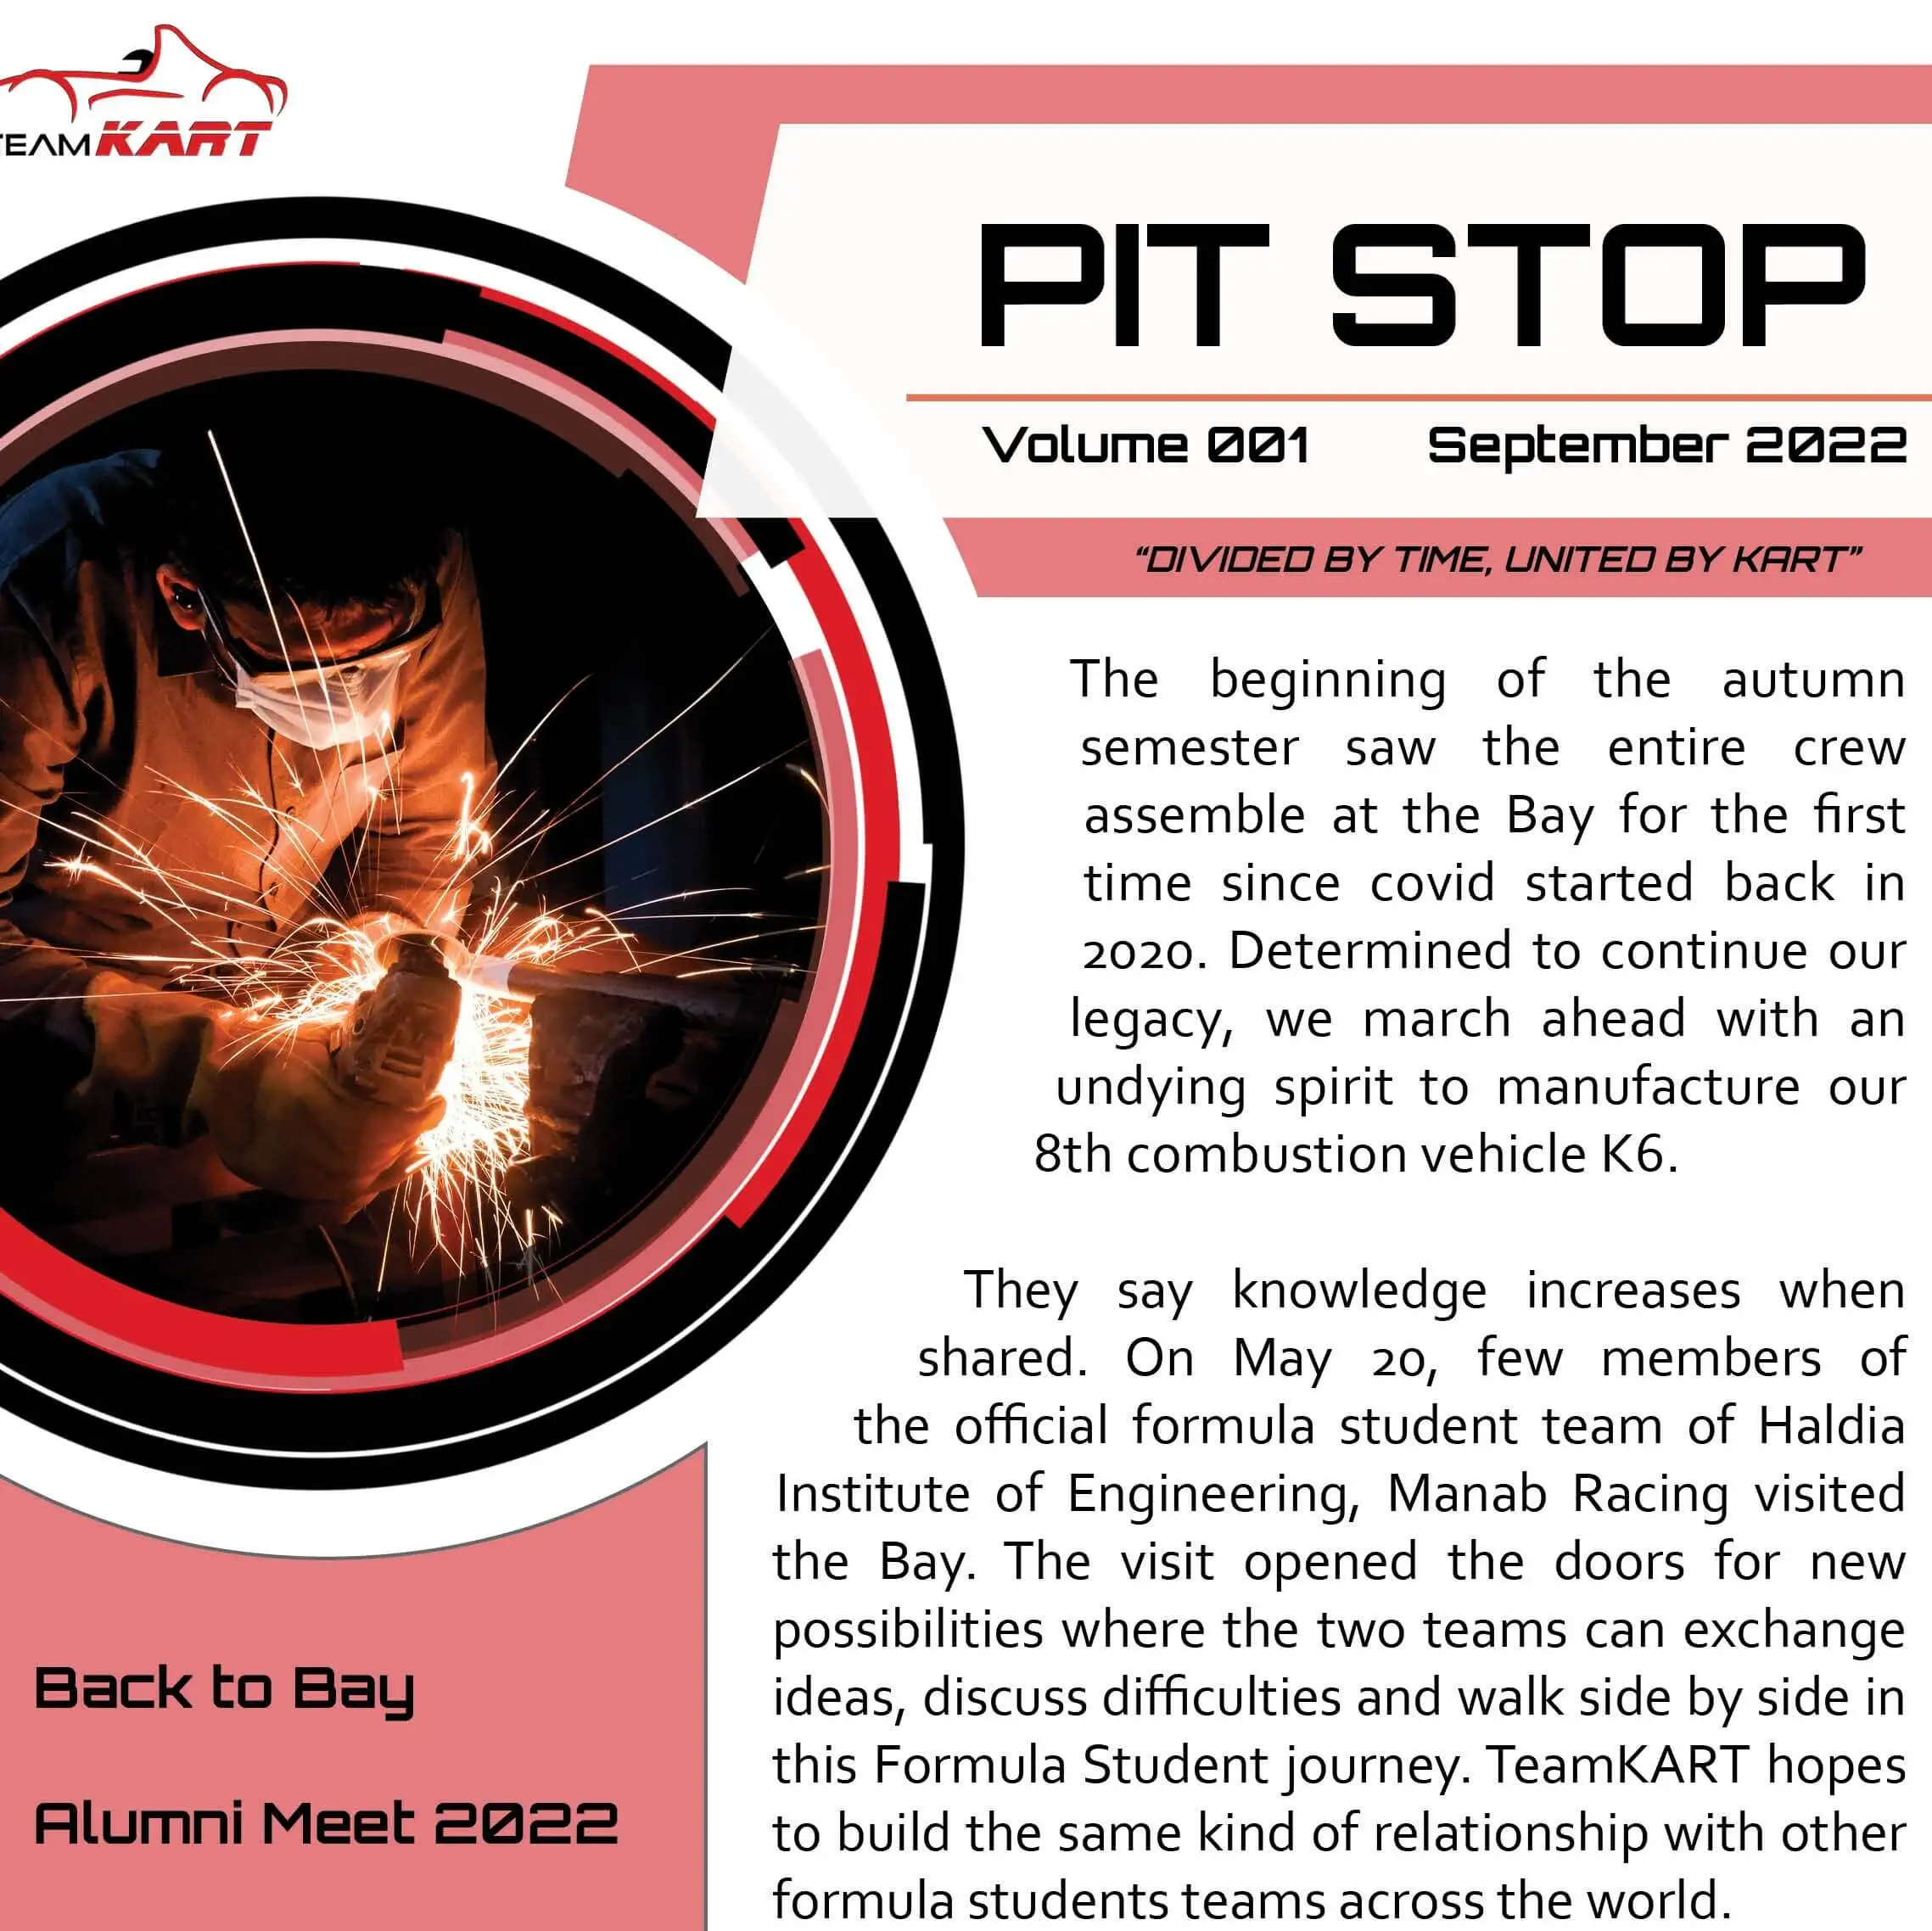 TEAM KART
PIT STOP
Volume 001 September 2022
“DIVIDED BY TIME, UNITED BY KART”
The beginning of the autumn
semester saw the entire crew
assemble at the Bay for the first
time since covid started back in
2020. Determined to continue our
legacy, we march ahead with an
undying spirit to manufacture our
8th combustion vehicle K6.
They say knowledge increases when
shared. On May 20, few members of
the official formula student team of Haldia
Institute of Engineering, Manab Racing visited
the Bay. The visit opened the doors for new
possibilities where the two teams can exchange
ideas, discuss difficulties and walk side by side in
this Formula Student journey. TeamKART hopes
to build the same kind of relationship with other
formula students teams across the world.
Back to Bay
Alumni Meet 2022